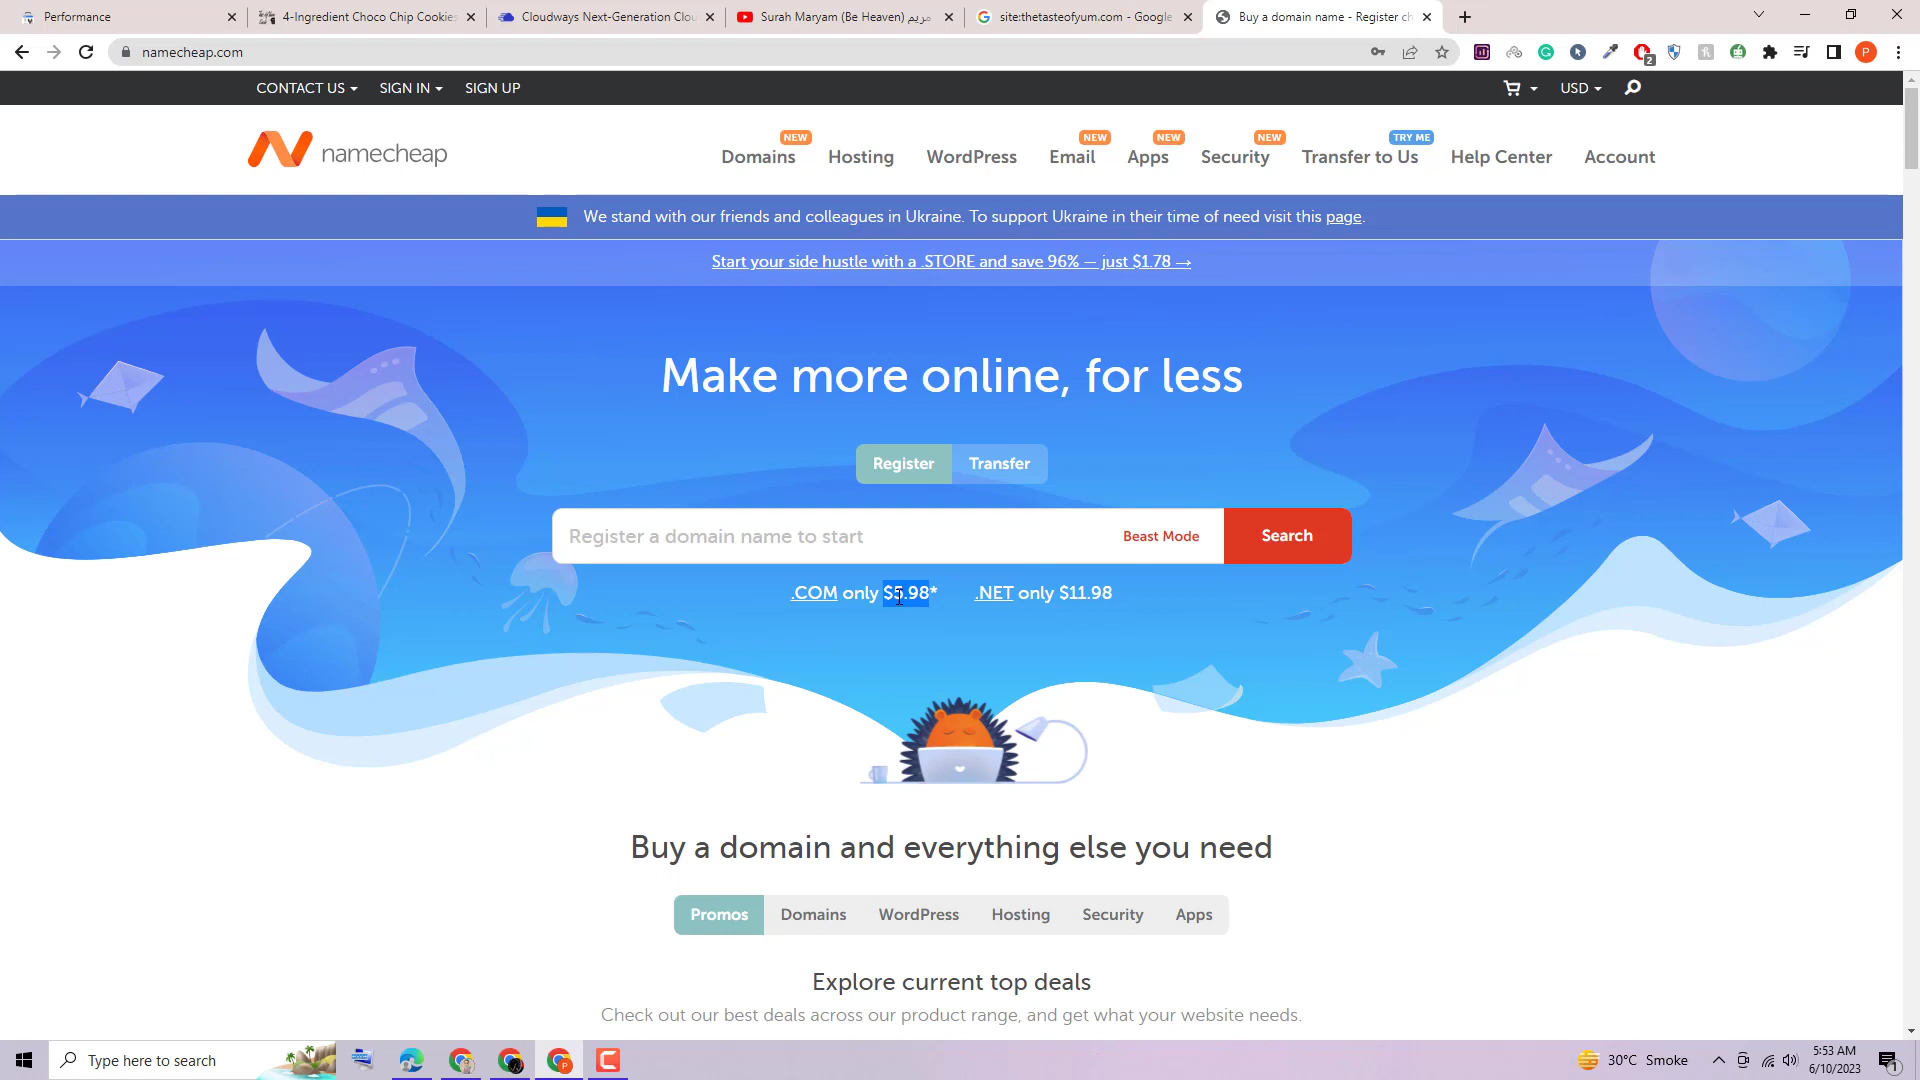 Performance
4-Ingredient Choco Chip Cookies
Cloudways Next-Generation Clou
Surah Maryam (Be Heaven) مريم
site:thetasteofyum.com - Google
Buy a domain name - Register ch
namecheap.com
2
P
CONTACT US
SIGN IN
SIGN UP
USD
namecheap
NEW
NEW
NEW
NEW
TRY ME
Domains
Hosting
WordPress
Email
Apps
Security
Transfer to Us
Help Center
Account
We stand with our friends and colleagues in Ukraine. To support Ukraine in their time of need visit this page.
Start your side hustle with a .STORE and save 96% — just $1.78 →
Make more online, for less
Register
Transfer
Register a domain name to start
Beast Mode
Search
.COM only $5.98*
.NET only $11.98
Buy a domain and everything else you need
Promos
Domains
WordPress
Hosting
Security
Apps
Explore current top deals
Check out our best deals across our product range, and get what your website needs.
Type here to search
P
30°C Smoke
5:53 AM
6/10/2023
1